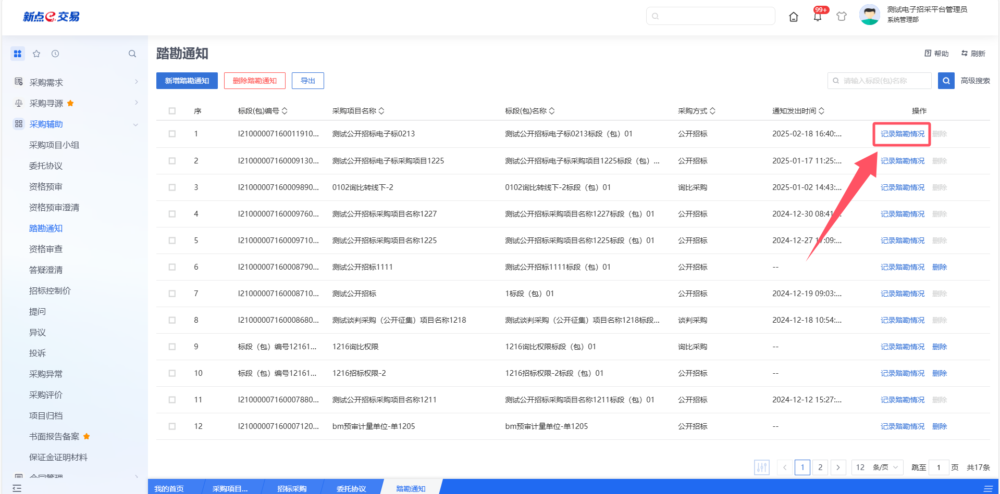 新点e交易
99+
测试电子招采平台管理员
系统管理部
采购需求
采购寻源
采购辅助
采购项目小组
委托协议
资格预审
资格预审澄清
踏勘通知
资格审查
答疑澄清
招标控制价
提问
异议
投诉
采购异常
采购评价
项目归档
书面报告备案
保证金证明材料
合同管理
踏勘通知
帮助 刷新
新增踏勘通知 删除踏勘通知 导出 请输入标段(包)名称 高级搜索
序 标段(包)编号 采购项目名称 标段(包)名称 采购方式 通知发出时间 操作
1 I21000007160011910... 测试公开招标电子标0213 测试公开招标电子标0213标段（包）01 公开招标 2025-02-18 16:40:... 记录踏勘情况 删除
2 I21000007160009130... 测试公开招标电子标采购项目1225 测试公开招标电子标采购项目1225标段（包）... 公开招标 2025-01-17 11:25:... 记录踏勘情况 删除
3 I21000007160009890... 0102询比转线下-2 0102询比转线下-2标段（包）01 询比采购 2025-01-02 14:43:... 记录踏勘情况 删除
4 I21000007160009760... 测试公开招标采购项目名称1227 测试公开招标采购项目名称1227标段（包）01 公开招标 2024-12-30 08:41:... 记录踏勘情况 删除
5 I21000007160009710... 测试公开招标采购项目名称1225 测试公开招标采购项目名称1225标段（包）01 公开招标 2024-12-27 17:09:... 记录踏勘情况 删除
6 I21000007160008790... 测试公开招标1111 测试公开招标1111标段（包）01 公开招标 -- 记录踏勘情况 删除
7 I21000007160008710... 测试公开招标 1标段（包）01 公开招标 2024-12-19 09:03:... 记录踏勘情况 删除
8 I21000007160008680... 测试谈判采购（公开征集）项目名称1218 测试谈判采购（公开征集）项目名称1218标段... 谈判采购 2024-12-18 10:54:... 记录踏勘情况 删除
9 标段（包）编号12161... 1216询比权限 1216询比权限标段（包）01 询比采购 -- 记录踏勘情况 删除
10 标段（包）编号12161... 1216招标权限-2 1216招标权限-2标段（包）01 公开招标 -- 记录踏勘情况 删除
11 I21000007160007880... 测试公开招标采购项目名称1211 测试公开招标采购项目名称1211标段（包）01 公开招标 2024-12-12 15:27:... 记录踏勘情况 删除
12 I21000007160007120... bm预审计量单位-单1205 bm预审计量单位-单1205 公开招标 -- 记录踏勘情况 删除
1 2 12 条/页 跳至 1 页 共17条
我的首页 采购项目... 招标采购 委托协议 踏勘通知